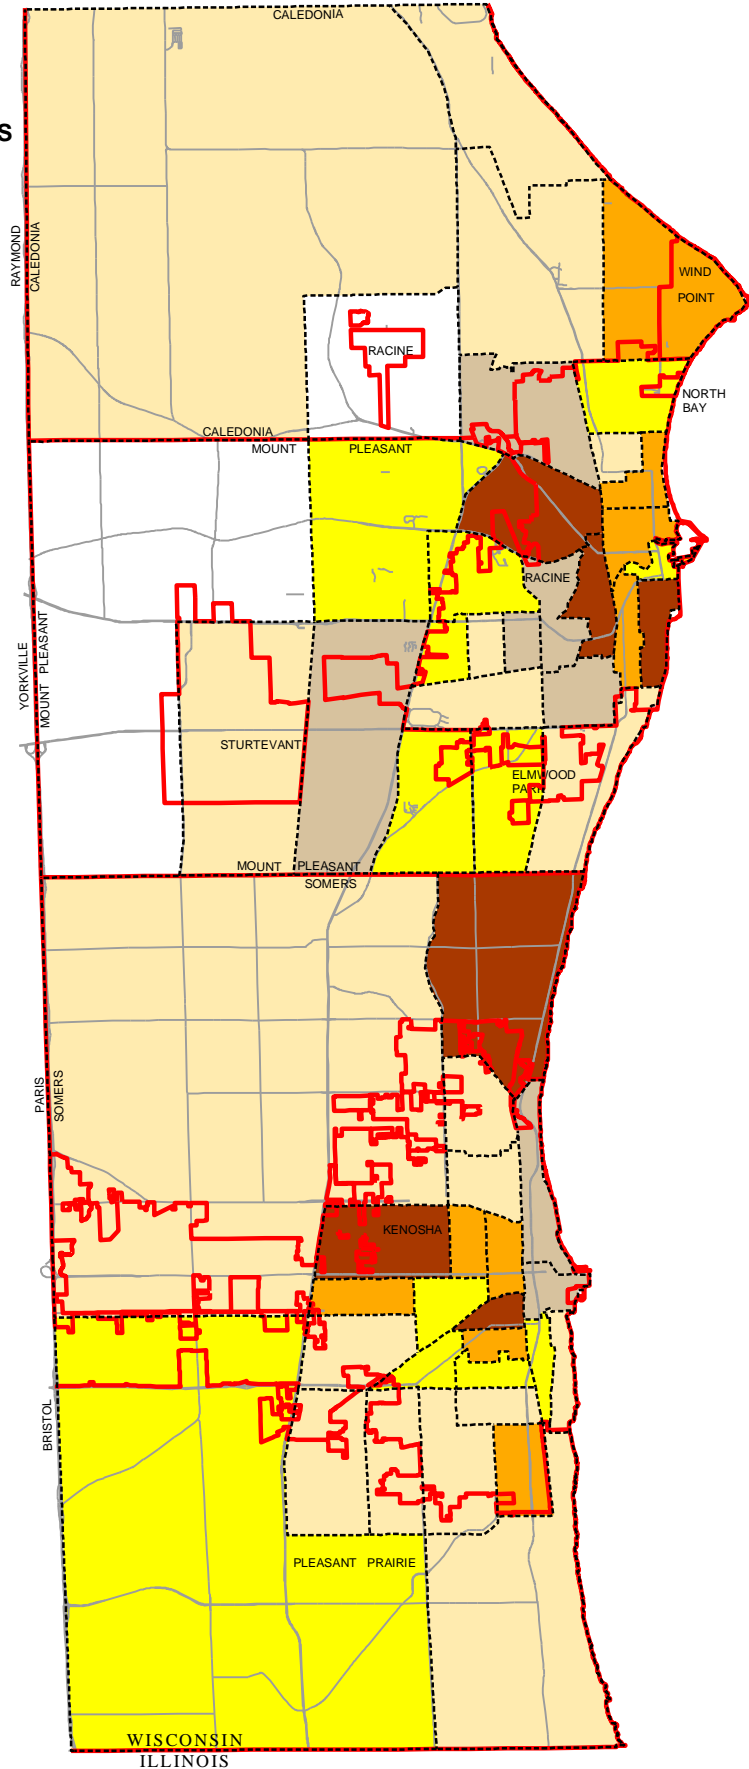 CALEDONIA
S
RAYMOND
CALEDONIA
WIND
POINT
RACINE
NORTH
BAY
CALEDONIA
MOUNT PLEASANT
RACINE
YORKVILLE
MOUNT PLEASANT
STURTEVANT
ELMWOOD
PARK
MOUNT PLEASANT
SOMERS
PARIS
SOMERS
KENOSHA
BRISTOL
PLEASANT PRAIRIE
WISCONSIN
ILLINOIS